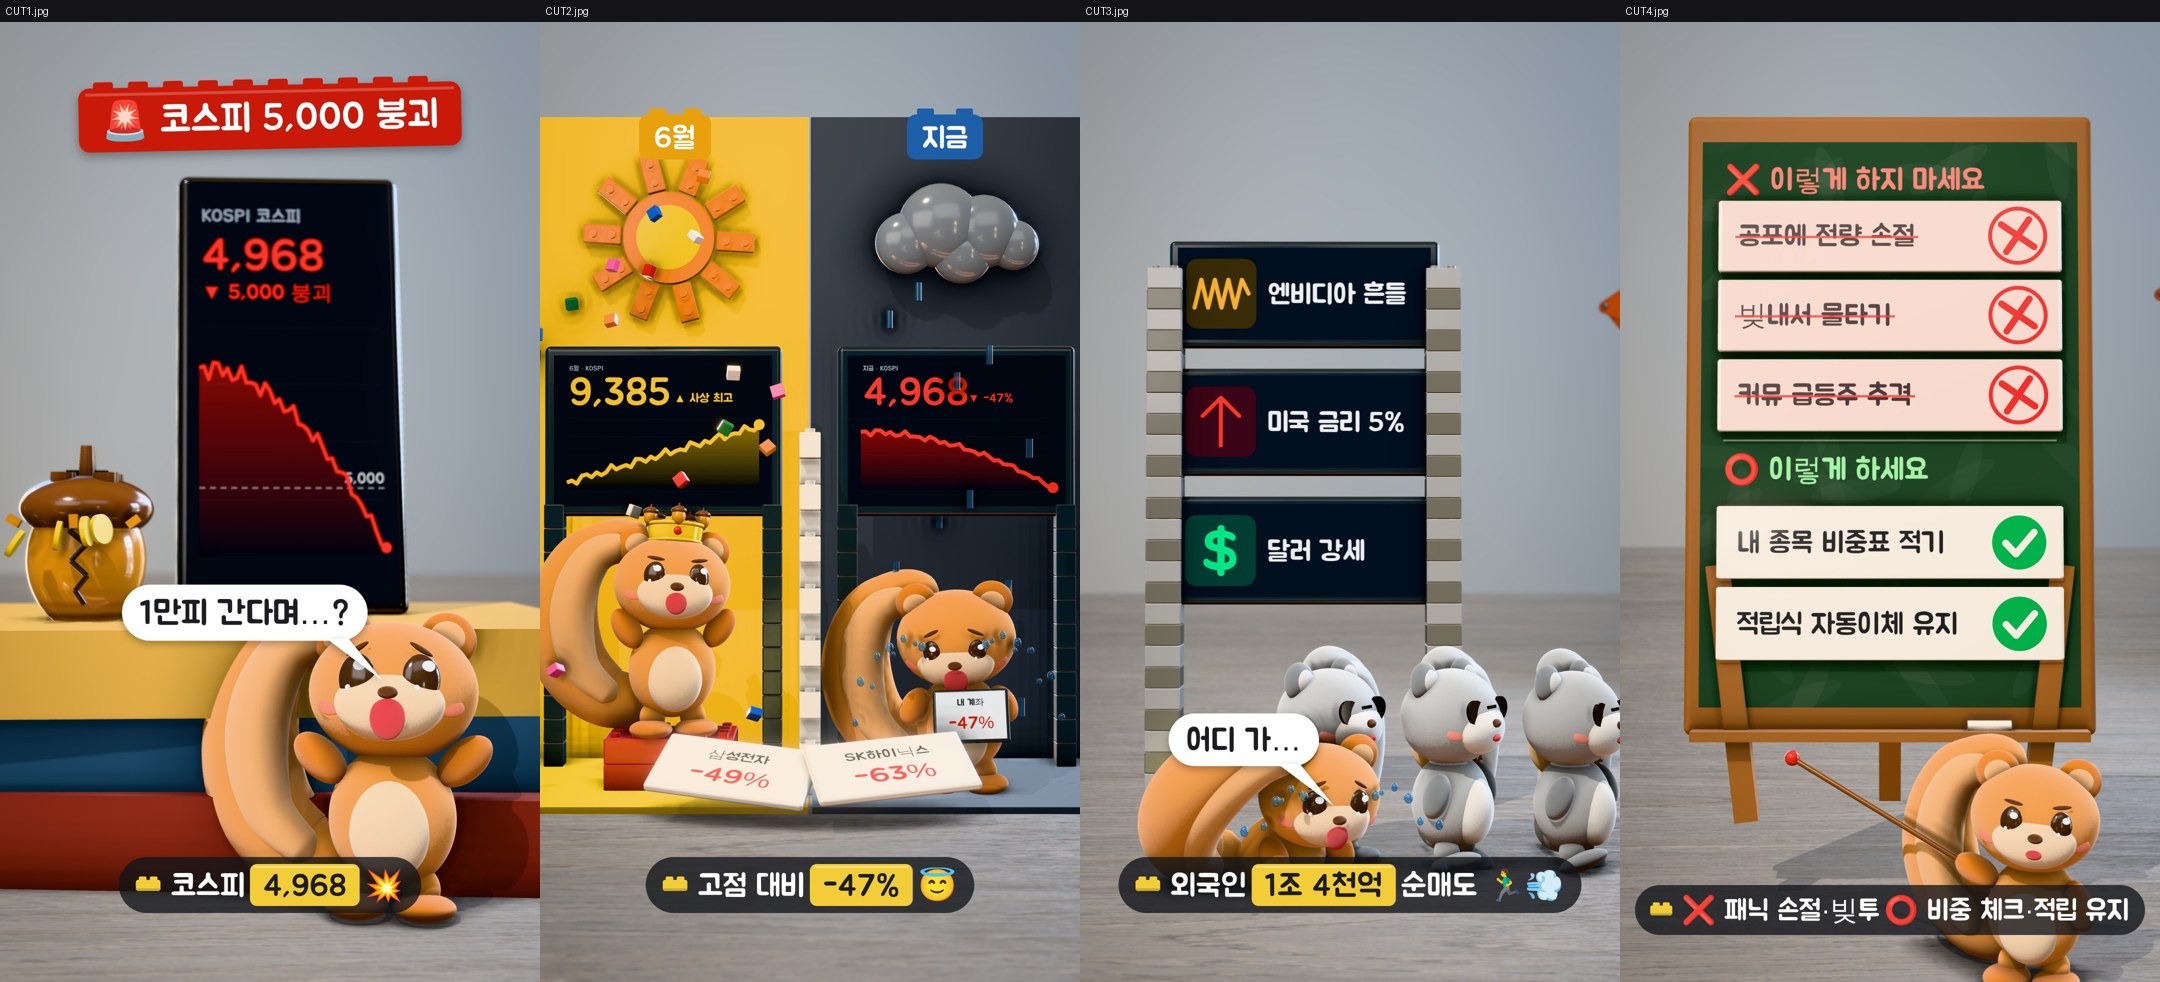 CUT1.jpg
코스피 5,000 붕괴
KOSPI 코스피
4,968
▼ 5,000 붕괴
5,000
1만피 간다며...?
코스피 4,968
CUT2.jpg
6월
지금
6월 · KOSPI
9,385 ▲ 사상 최고
지금 · KOSPI
4,968 ▼ -47%
내 계좌
-47%
삼성전자
-49%
SK하이닉스
-63%
고점 대비 -47%
CUT3.jpg
엔비디아 흔들
미국 금리 5%
달러 강세
어디 가...
외국인 1조 4천억 순매도
CUT4.jpg
이렇게 하지 마세요
공포에 전량 손절
빚내서 물타기
커뮤 급등주 추격
이렇게 하세요
내 종목 비중표 적기
적립식 자동이체 유지
패닉 손절·빚투 비중 체크·적립 유지